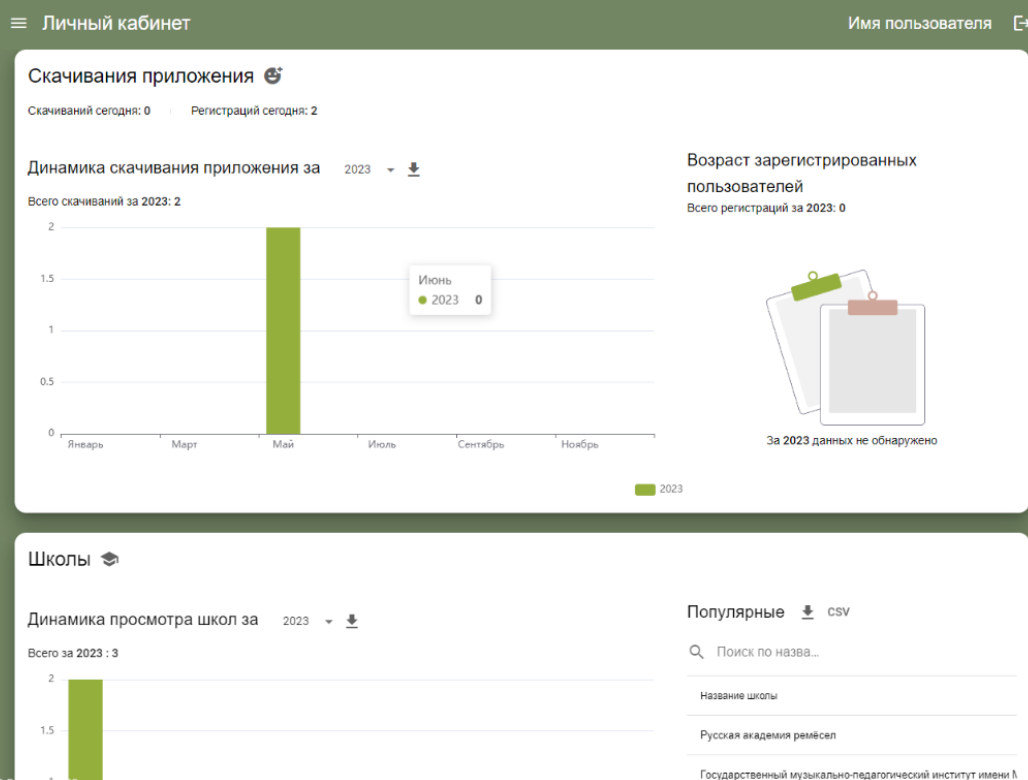 Личный кабинет
Имя пользователя
Скачивания приложения
Скачиваний сегодня: 0
Регистраций сегодня: 2
Динамика скачивания приложения за 2023
Всего скачиваний за 2023: 2
2
1.5
1
0.5
0
Январь Март Май Июль Сентябрь Ноябрь
Июнь
2023 0
2023
Возраст зарегистрированных
пользователей
Всего регистраций за 2023: 0
За 2023 данных не обнаружено
Школы
Динамика просмотра школ за 2023
Всего за 2023 : 3
2
1.5
Популярные CSV
Поиск по назва...
Название школы
Русская академия ремёсел
Государственный музыкально-педагогический институт имени